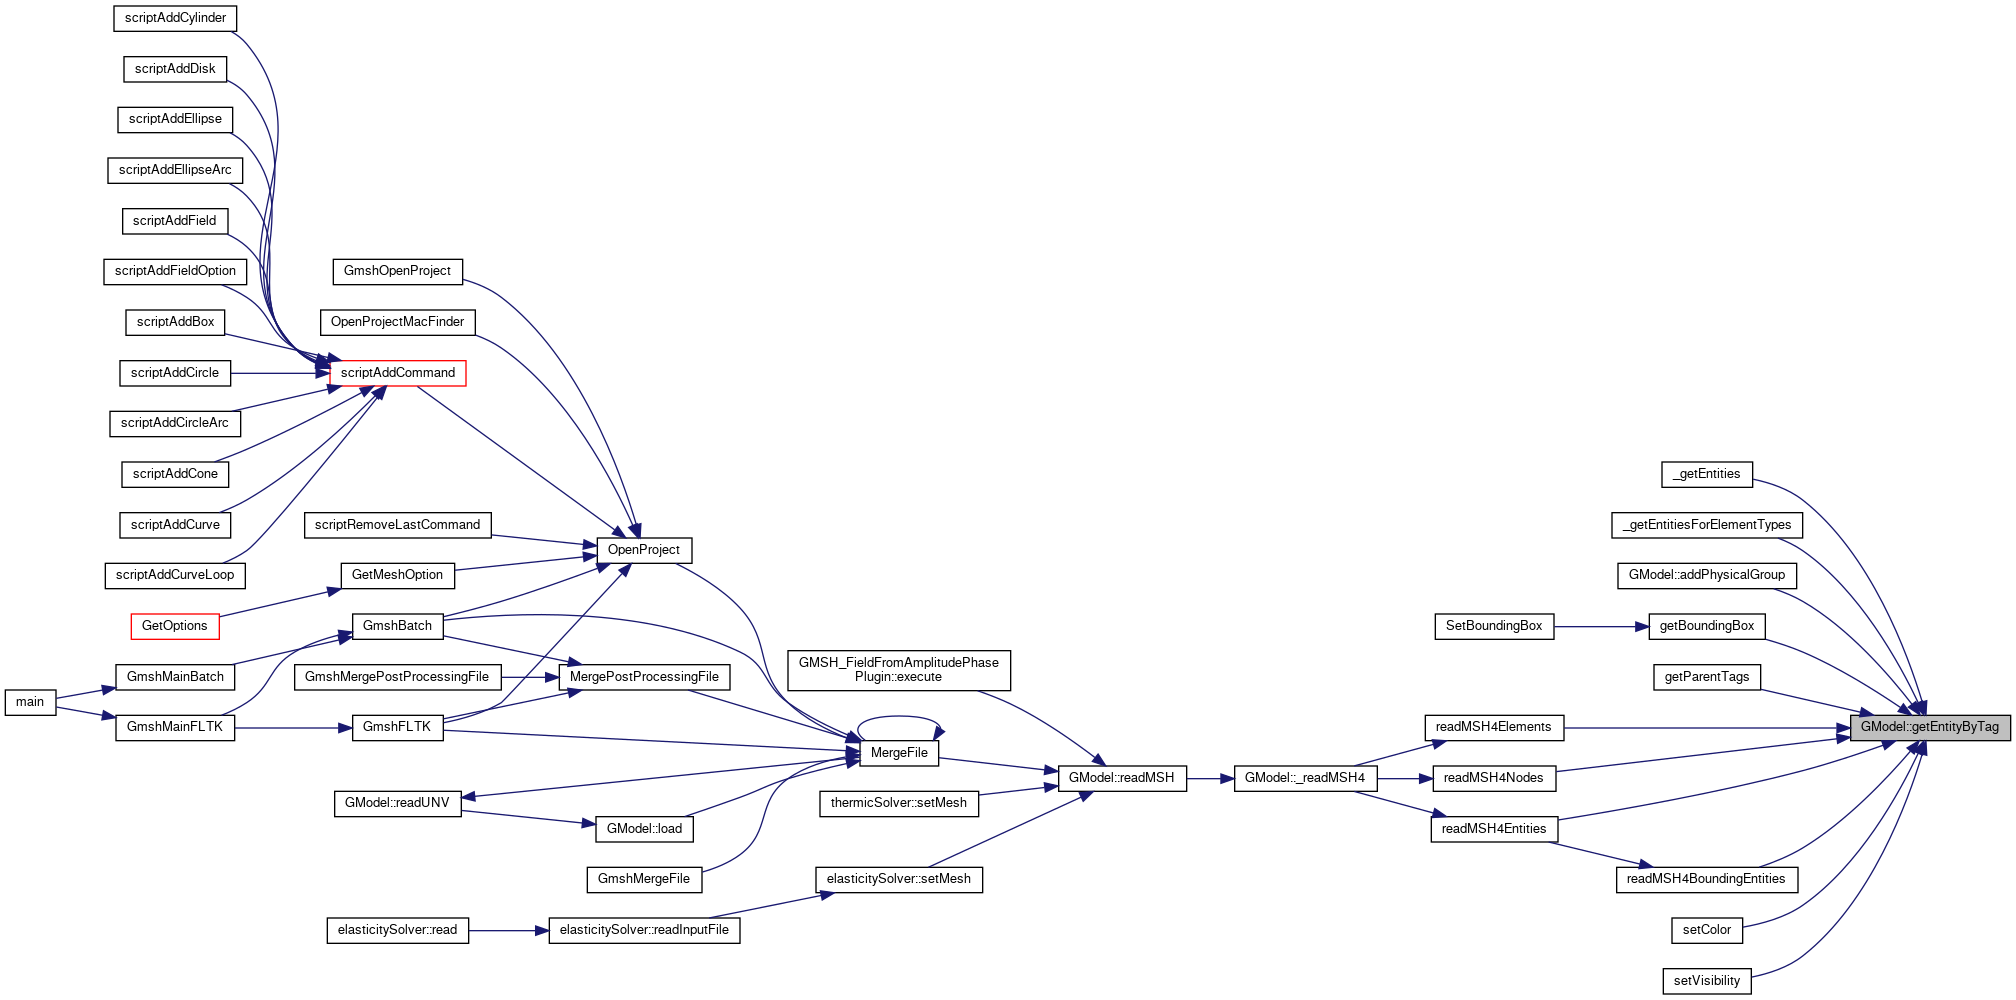 scriptAddCylinder
scriptAddDisk
scriptAddEllipse
scriptAddEllipseArc
scriptAddField
scriptAddFieldOption
scriptAddBox
scriptAddCircle
scriptAddCircleArc
scriptAddCone
scriptAddCurve
scriptAddCurveLoop
GetOptions
GmshMainBatch
main
GmshMainFLTK
GmshOpenProject
OpenProjectMacFinder
scriptAddCommand
scriptRemoveLastCommand
GetMeshOption
GmshBatch
GmshMergePostProcessingFile
GmshFLTK
GModel::readUNV
elasticitySolver::read
OpenProject
MergePostProcessingFile
GModel::load
GmshMergeFile
elasticitySolver::readInputFile
GMSH_FieldFromAmplitudePhase
Plugin::execute
MergeFile
thermicSolver::setMesh
elasticitySolver::setMesh
GModel::readMSH
GModel::_readMSH4
SetBoundingBox
readMSH4Elements
readMSH4Nodes
readMSH4Entities
_getEntities
_getEntitiesForElementTypes
GModel::addPhysicalGroup
getBoundingBox
getParentTags
readMSH4BoundingEntities
setColor
setVisibility
GModel::getEntityByTag